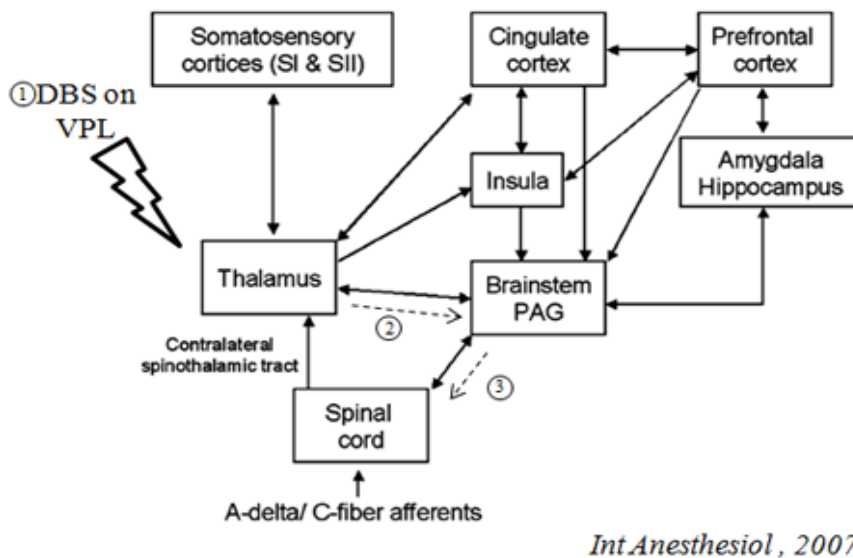 Somatosensory
cortices (SI & SII)
Cingulate
cortex
Prefrontal
cortex
①DBS on
VPL
Insula
Amygdala
Hippocampus
Thalamus
Brainstem
PAG
②
Contralateral
spinothalamic tract
③
Spinal
cord
A-delta/ C-fiber afferents
Int Anesthesiol , 2007